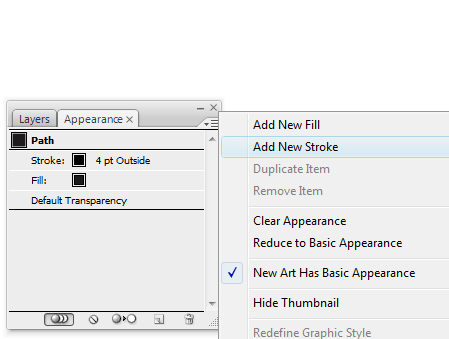 Layers
Appearance
Path
Stroke: 4 pt Outside
Fill:
Default Transparency
Add New Fill
Add New Stroke
Duplicate Item
Remove Item
Clear Appearance
Reduce to Basic Appearance
New Art Has Basic Appearance
Hide Thumbnail
Redefine Graphic Style